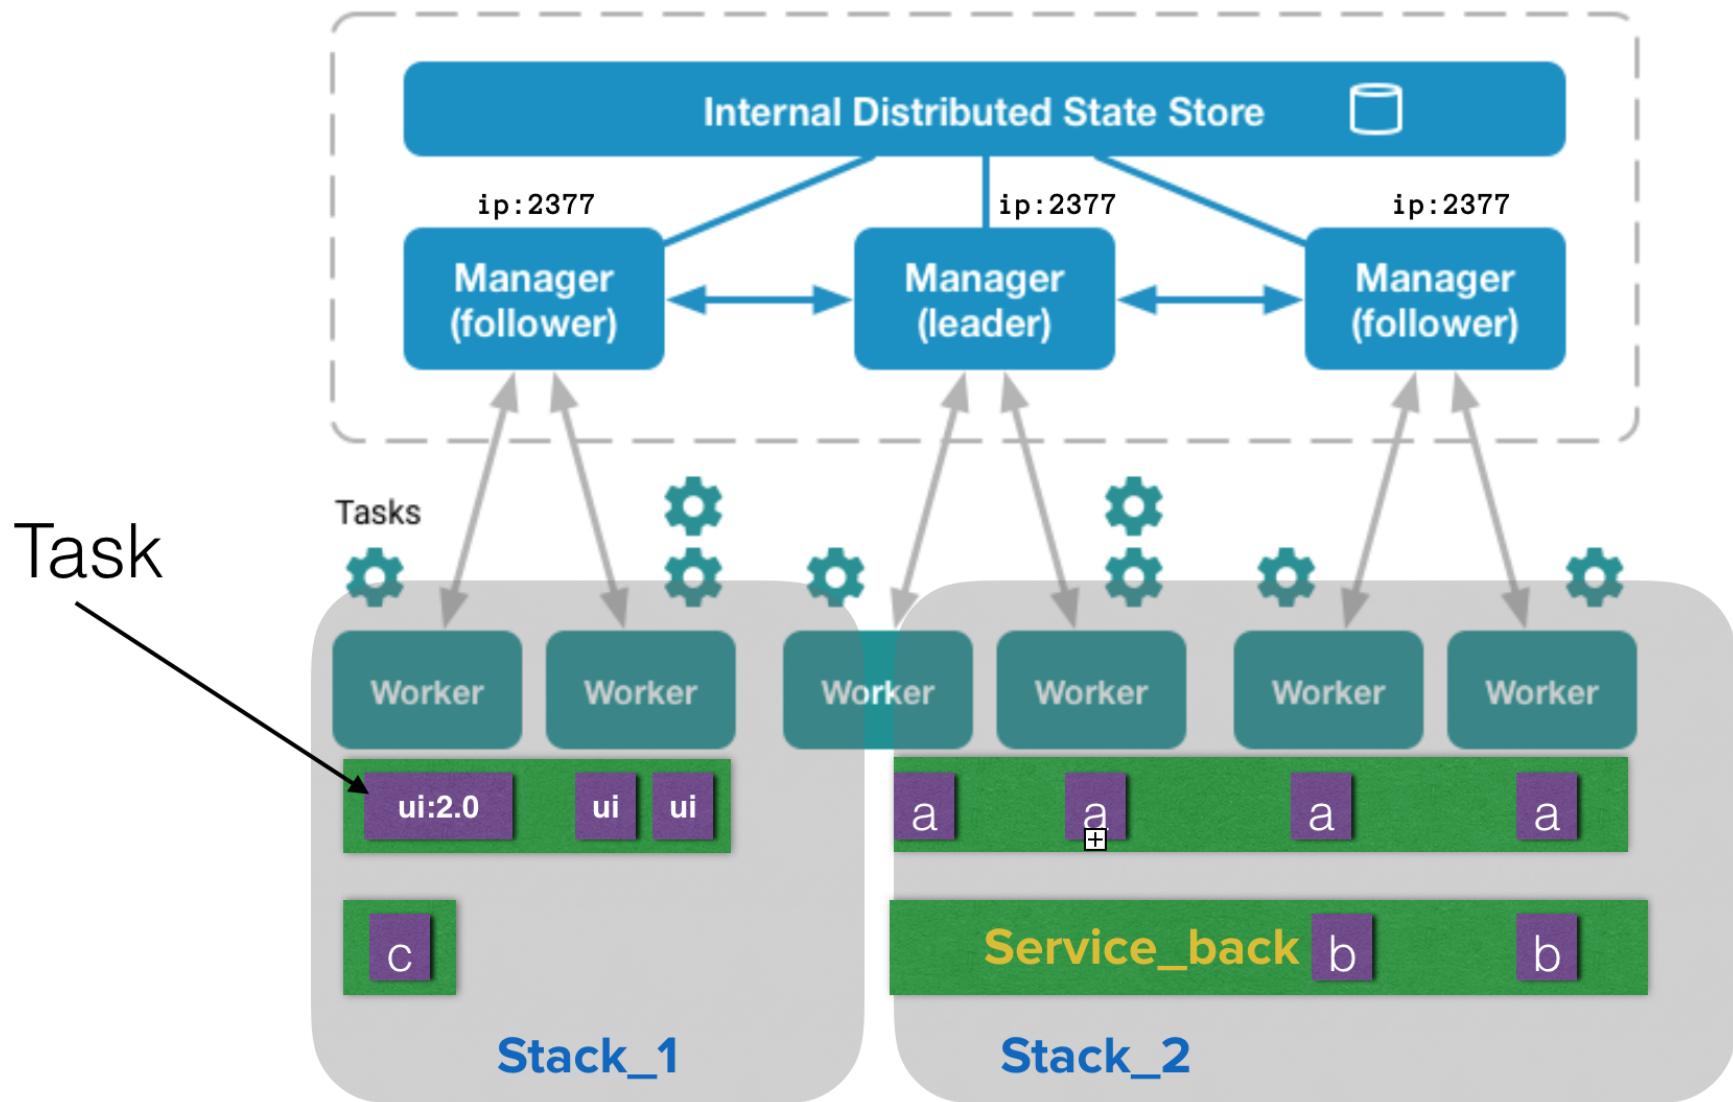 Internal Distributed State Store
ip:2377
ip:2377
ip:2377
Manager
(follower)
Manager
(leader)
Manager
(follower)
Tasks
Task
Worker
Worker
Worker
Worker
Worker
Worker
ui:2.0
ui
ui
a
a
a
a
c
Service_back
b
b
Stack_1
Stack_2